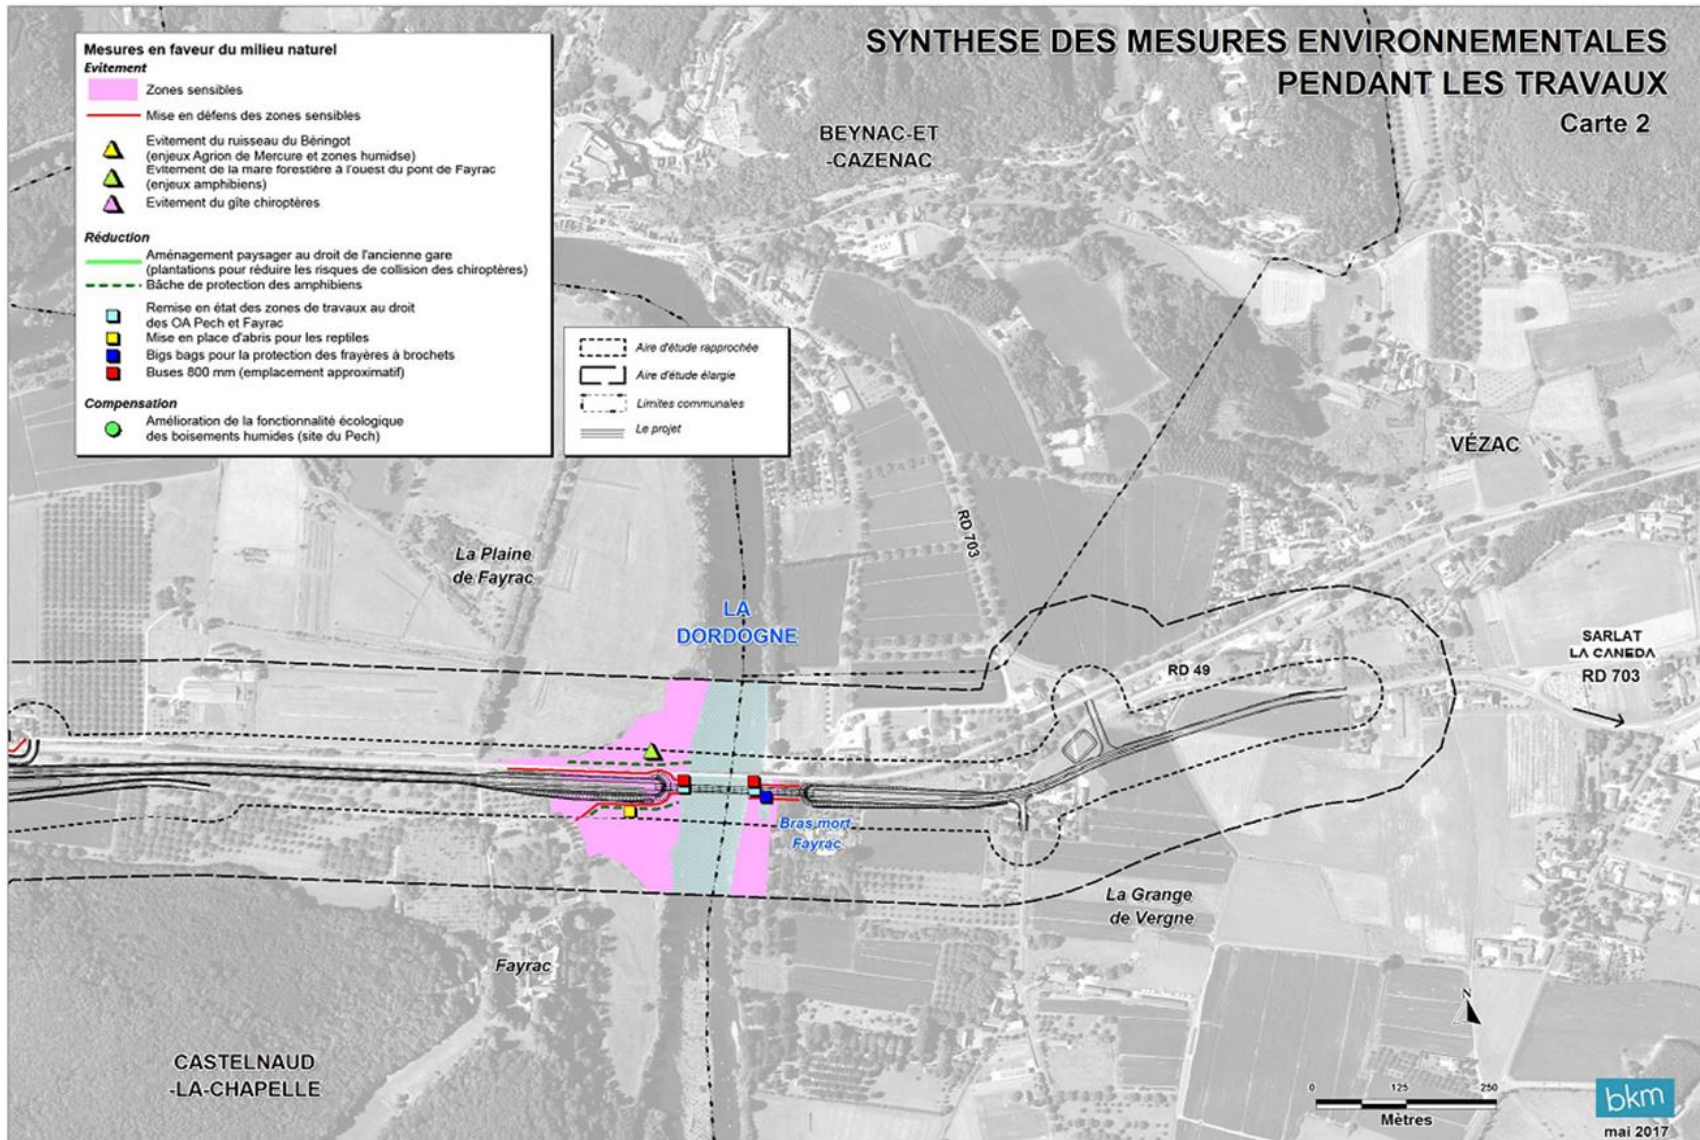 SYNTHESE DES MESURES ENVIRONNEMENTALES
PENDANT LES TRAVAUX
Carte 2
Mesures en faveur du milieu naturel
Evitement
Zones sensibles
Mise en défens des zones sensibles
Evitement du ruisseau du Béringot
(enjeux Agrion de Mercure et zones humidse)
Evitement de la mare forestière à l'ouest du pont de Fayrac
(enjeux amphibiens)
Evitement du gîte chiroptères
Réduction
Aménagement paysager au droit de l'ancienne gare
(plantations pour réduire les risques de collision des chiroptères)
Bâche de protection des amphibiens
Remise en état des zones de travaux au droit
des OA Pech et Fayrac
Mise en place d'abris pour les reptiles
Bigs bags pour la protection des frayères à brochets
Buses 800 mm (emplacement approximatif)
Compensation
Amélioration de la fonctionnalité écologique
des boisements humides (site du Pech)
Aire d'étude rapprochée
Aire d'étude élargie
Limites communales
Le projet
BEYNAC-ET
-CAZENAC
VÉZAC
RD 703
La Plaine
de Fayrac
LA
DORDOGNE
RD 49
SARLAT
LA CANEDA
RD 703
Bras mort
Fayrac
La Grange
de Vergne
Fayrac
CASTELNAUD
-LA-CHAPELLE
N
0 125 250
Mètres
bkm
mai 2017